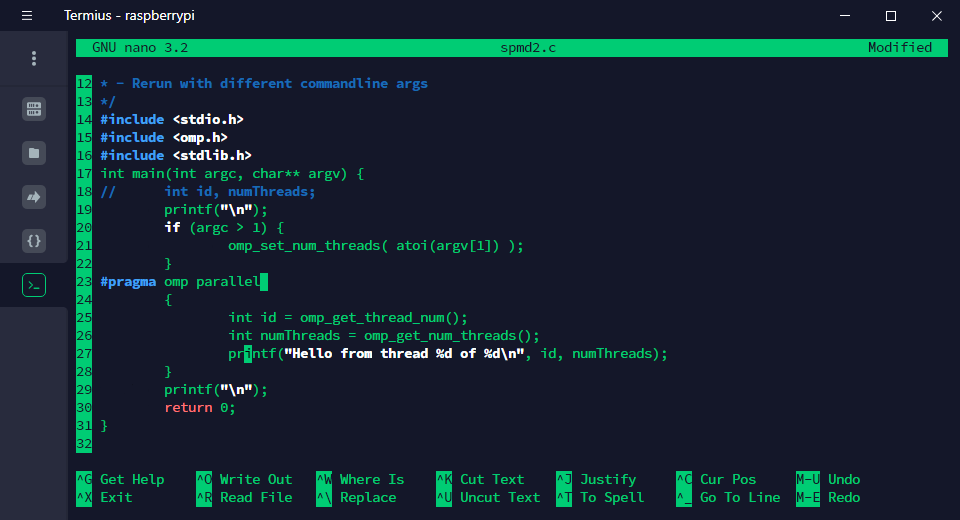 Termius - raspberrypi
GNU nano 3.2 spmd2.c Modified
12 * - Rerun with different commandline args
13 */
14 #include <stdio.h>
15 #include <omp.h>
16 #include <stdlib.h>
17 int main(int argc, char** argv) {
18 //      int id, numThreads;
19         printf("\n");
20         if (argc > 1) {
21                 omp_set_num_threads( atoi(argv[1]) );
22         }
23 #pragma omp parallel
24         {
25                 int id = omp_get_thread_num();
26                 int numThreads = omp_get_num_threads();
27                 printf("Hello from thread %d of %d\n", id, numThreads);
28         }
29         printf("\n");
30         return 0;
31 }
32
^G Get Help ^O Write Out ^W Where Is ^K Cut Text ^J Justify ^C Cur Pos M-U Undo
^X Exit ^R Read File ^\ Replace ^U Uncut Text ^T To Spell ^_ Go To Line M-E Redo